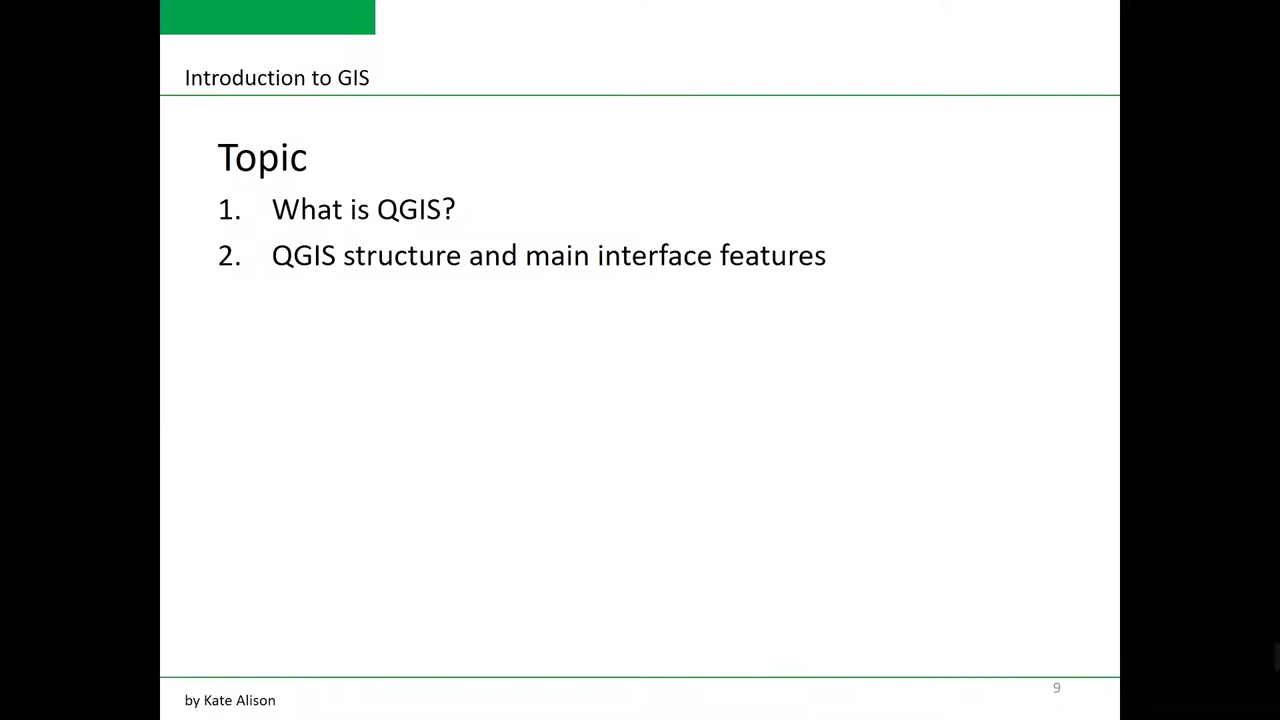 Introduction to GIS
Topic
1. What is QGIS?
2. QGIS structure and main interface features
by Kate Alison
9